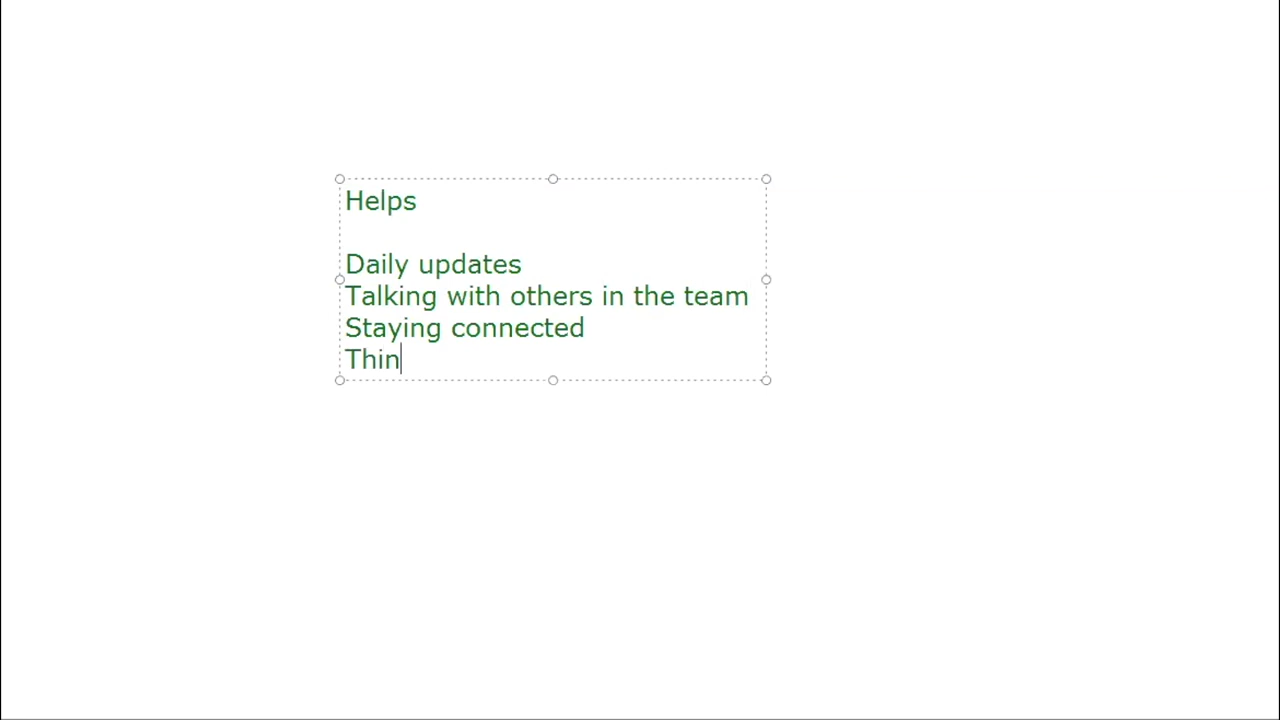 Helps
Daily updates
Talking with others in the team
Staying connected
Thin